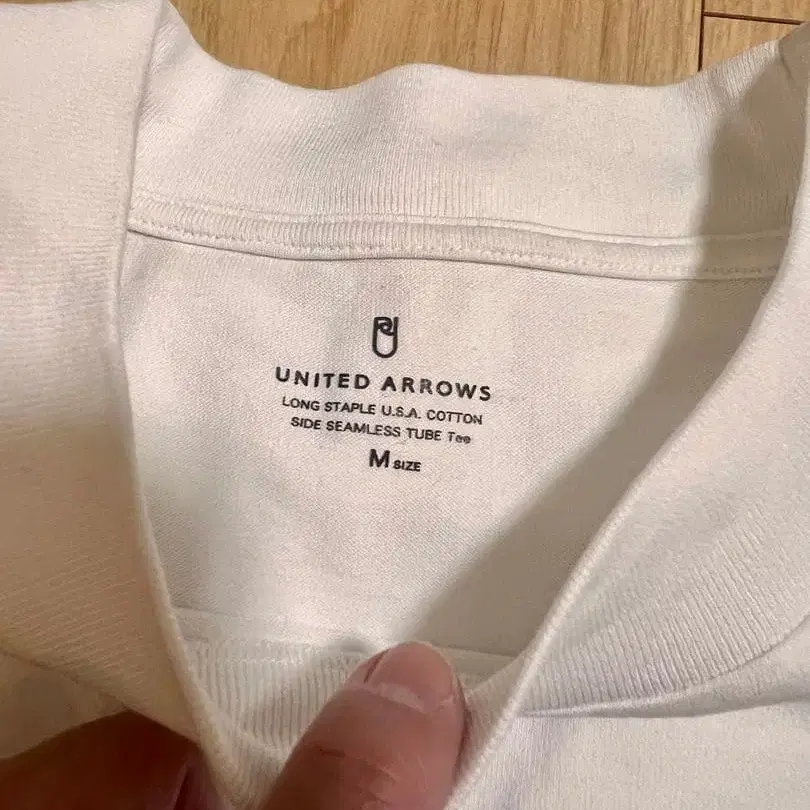 UNITED ARROWS
LONG STAPLE U.S.A. COTTON
SIDE SEAMLESS TUBE Tee
M SIZE